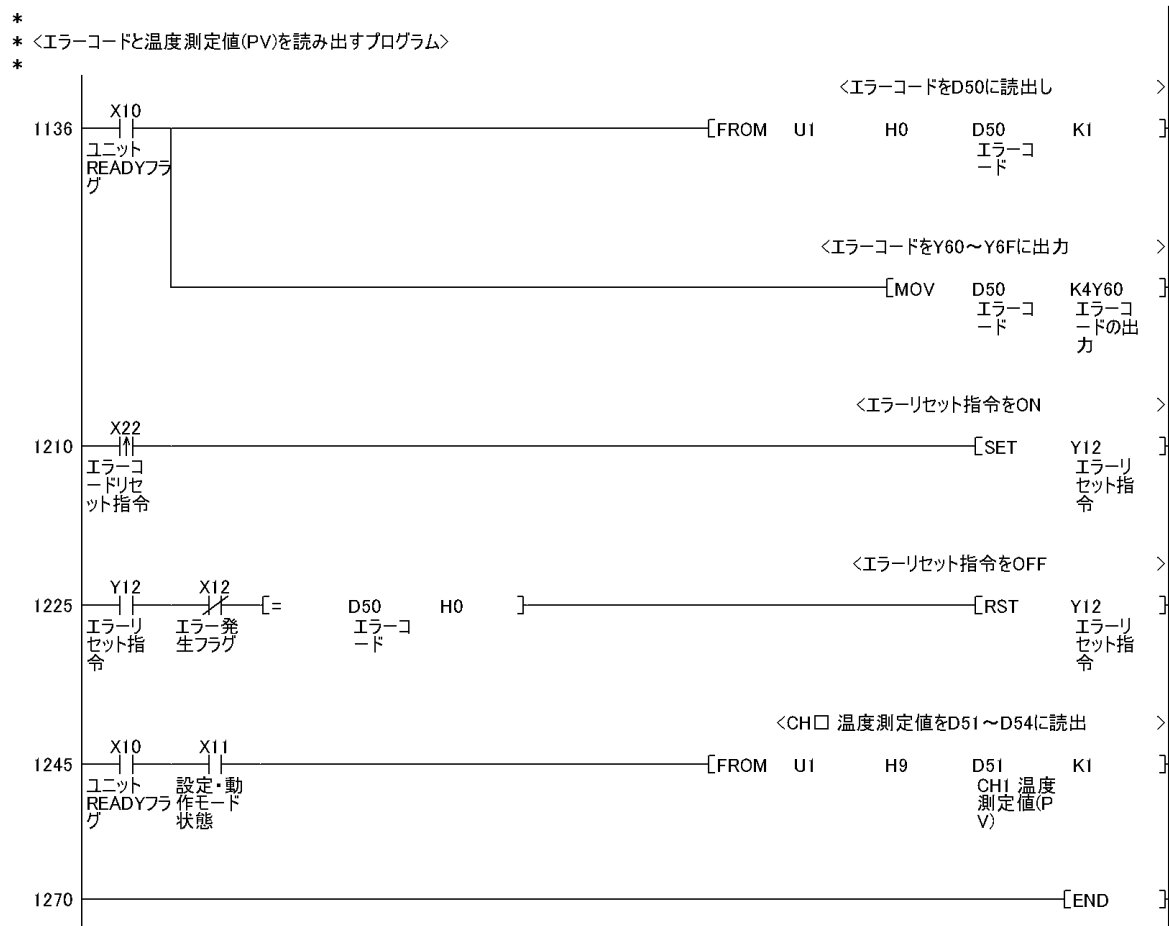 *
* <エラーコードと温度測定値(PV)を読み出すプログラム>
*
<エラーコードをD50に読出し >
X10
1136 [FROM U1 H0 D50 K1 ]
ユニット エラーコ
READYフラ ード
グ
<エラーコードをY60～Y6Fに出力 >
[MOV D50 K4Y60 ]
エラーコ エラーコ
ード ードの出
力
<エラーリセット指令をON >
X22
1210 [SET Y12 ]
エラーコ エラーリ
ードリセ セット指
ット指令 令
<エラーリセット指令をOFF >
Y12 X12
1225 [= D50 H0 ] [RST Y12 ]
エラーリ エラー発 エラーコ エラーリ
セット指 生フラグ ード セット指
令 令
<CH□ 温度測定値をD51～D54に読出 >
X10 X11
1245 [FROM U1 H9 D51 K1 ]
ユニット 設定・動 CH1 温度
READYフラ 作モード 測定値(P
グ 状態 V)
1270 [END ]